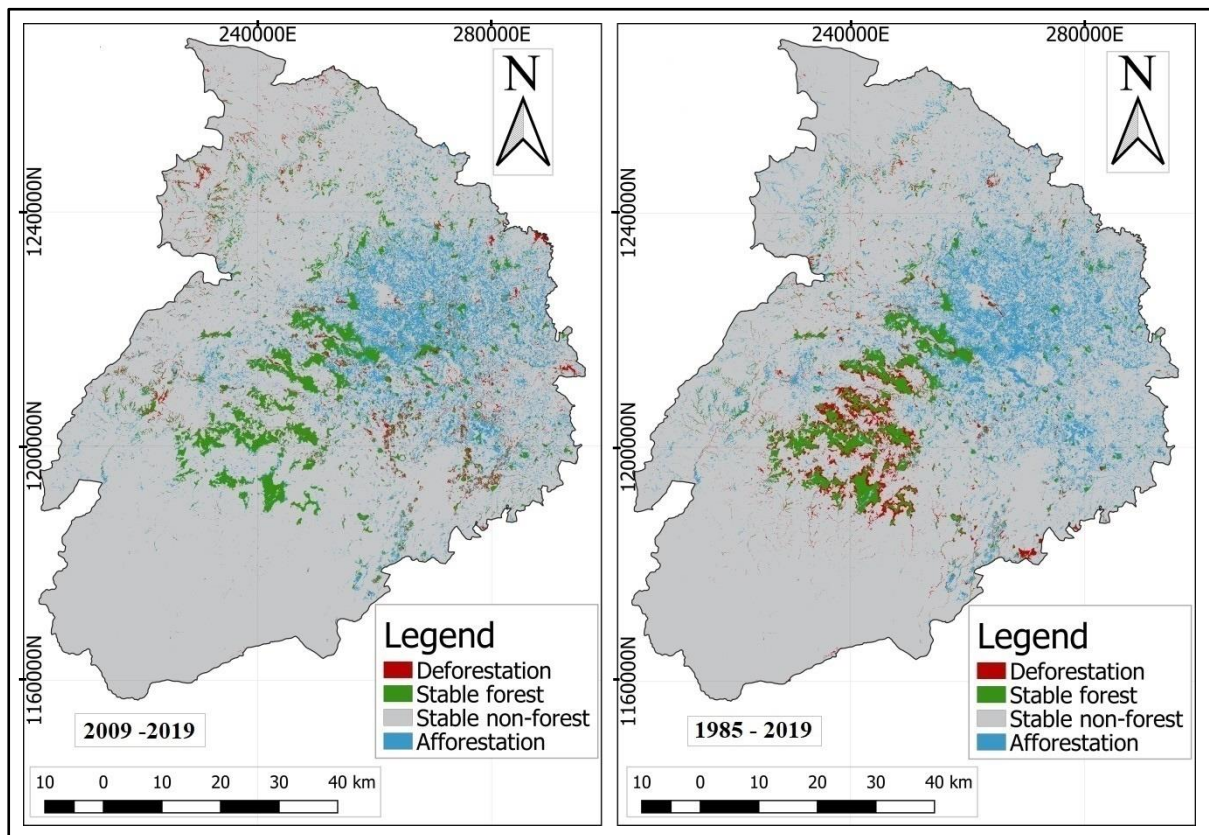 240000E 280000E
N
1240000N
1200000N
1160000N
Legend
Deforestation
Stable forest
Stable non-forest
Afforestation
2009 -2019
10 0 10 20 30 40 km
240000E 280000E
N
1240000N
1200000N
1160000N
Legend
Deforestation
Stable forest
Stable non-forest
Afforestation
1985 - 2019
10 0 10 20 30 40 km